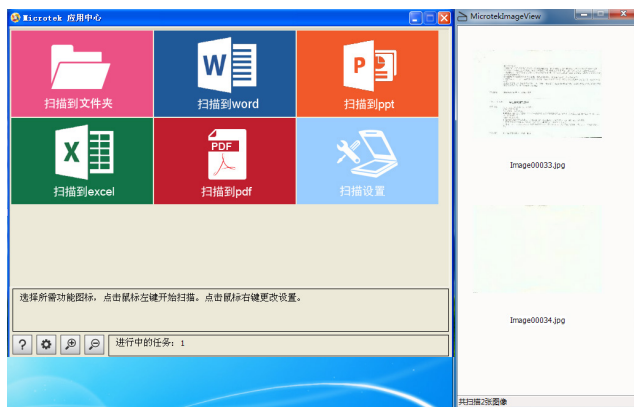 Microtek 应用中心
扫描到文件夹
W
扫描到word
P
扫描到ppt
X
扫描到excel
PDF
扫描到pdf
扫描设置
选择所需功能图标，点击鼠标左键开始扫描。点击鼠标右键更改设置。
?
进行中的任务: 1
MicrotekImageView
Image00033.jpg
Image00034.jpg
共扫描2张图像